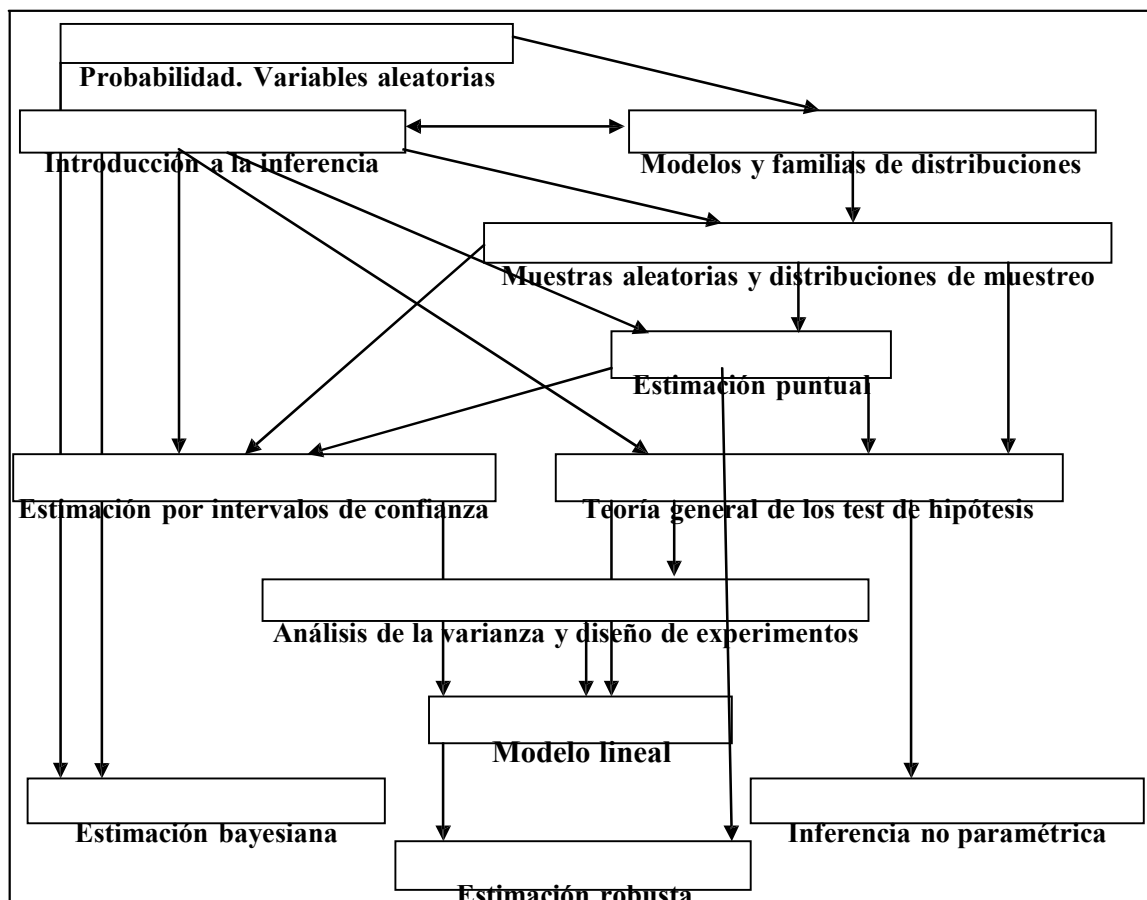 Probabilidad. Variables aleatorias
Introducción a la inferencia
Modelos y familias de distribuciones
Muestras aleatorias y distribuciones de muestreo
Estimación puntual
Estimación por intervalos de confianza
Teoría general de los test de hipótesis
Análisis de la varianza y diseño de experimentos
Modelo lineal
Estimación bayesiana
Inferencia no paramétrica
Estimación robusta